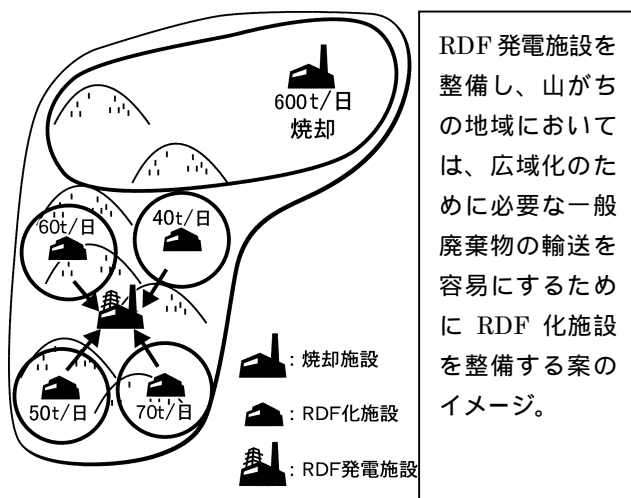 600t/日
焼却
60t/日
40t/日
50t/日
70t/日
：焼却施設
：RDF化施設
：RDF発電施設
RDF 発電施設を
整備し、山がち
の地域において
は、広域化のた
めに必要な一般
廃棄物の輸送を
容易にするため
に RDF 化施設
を整備する案の
イメージ。